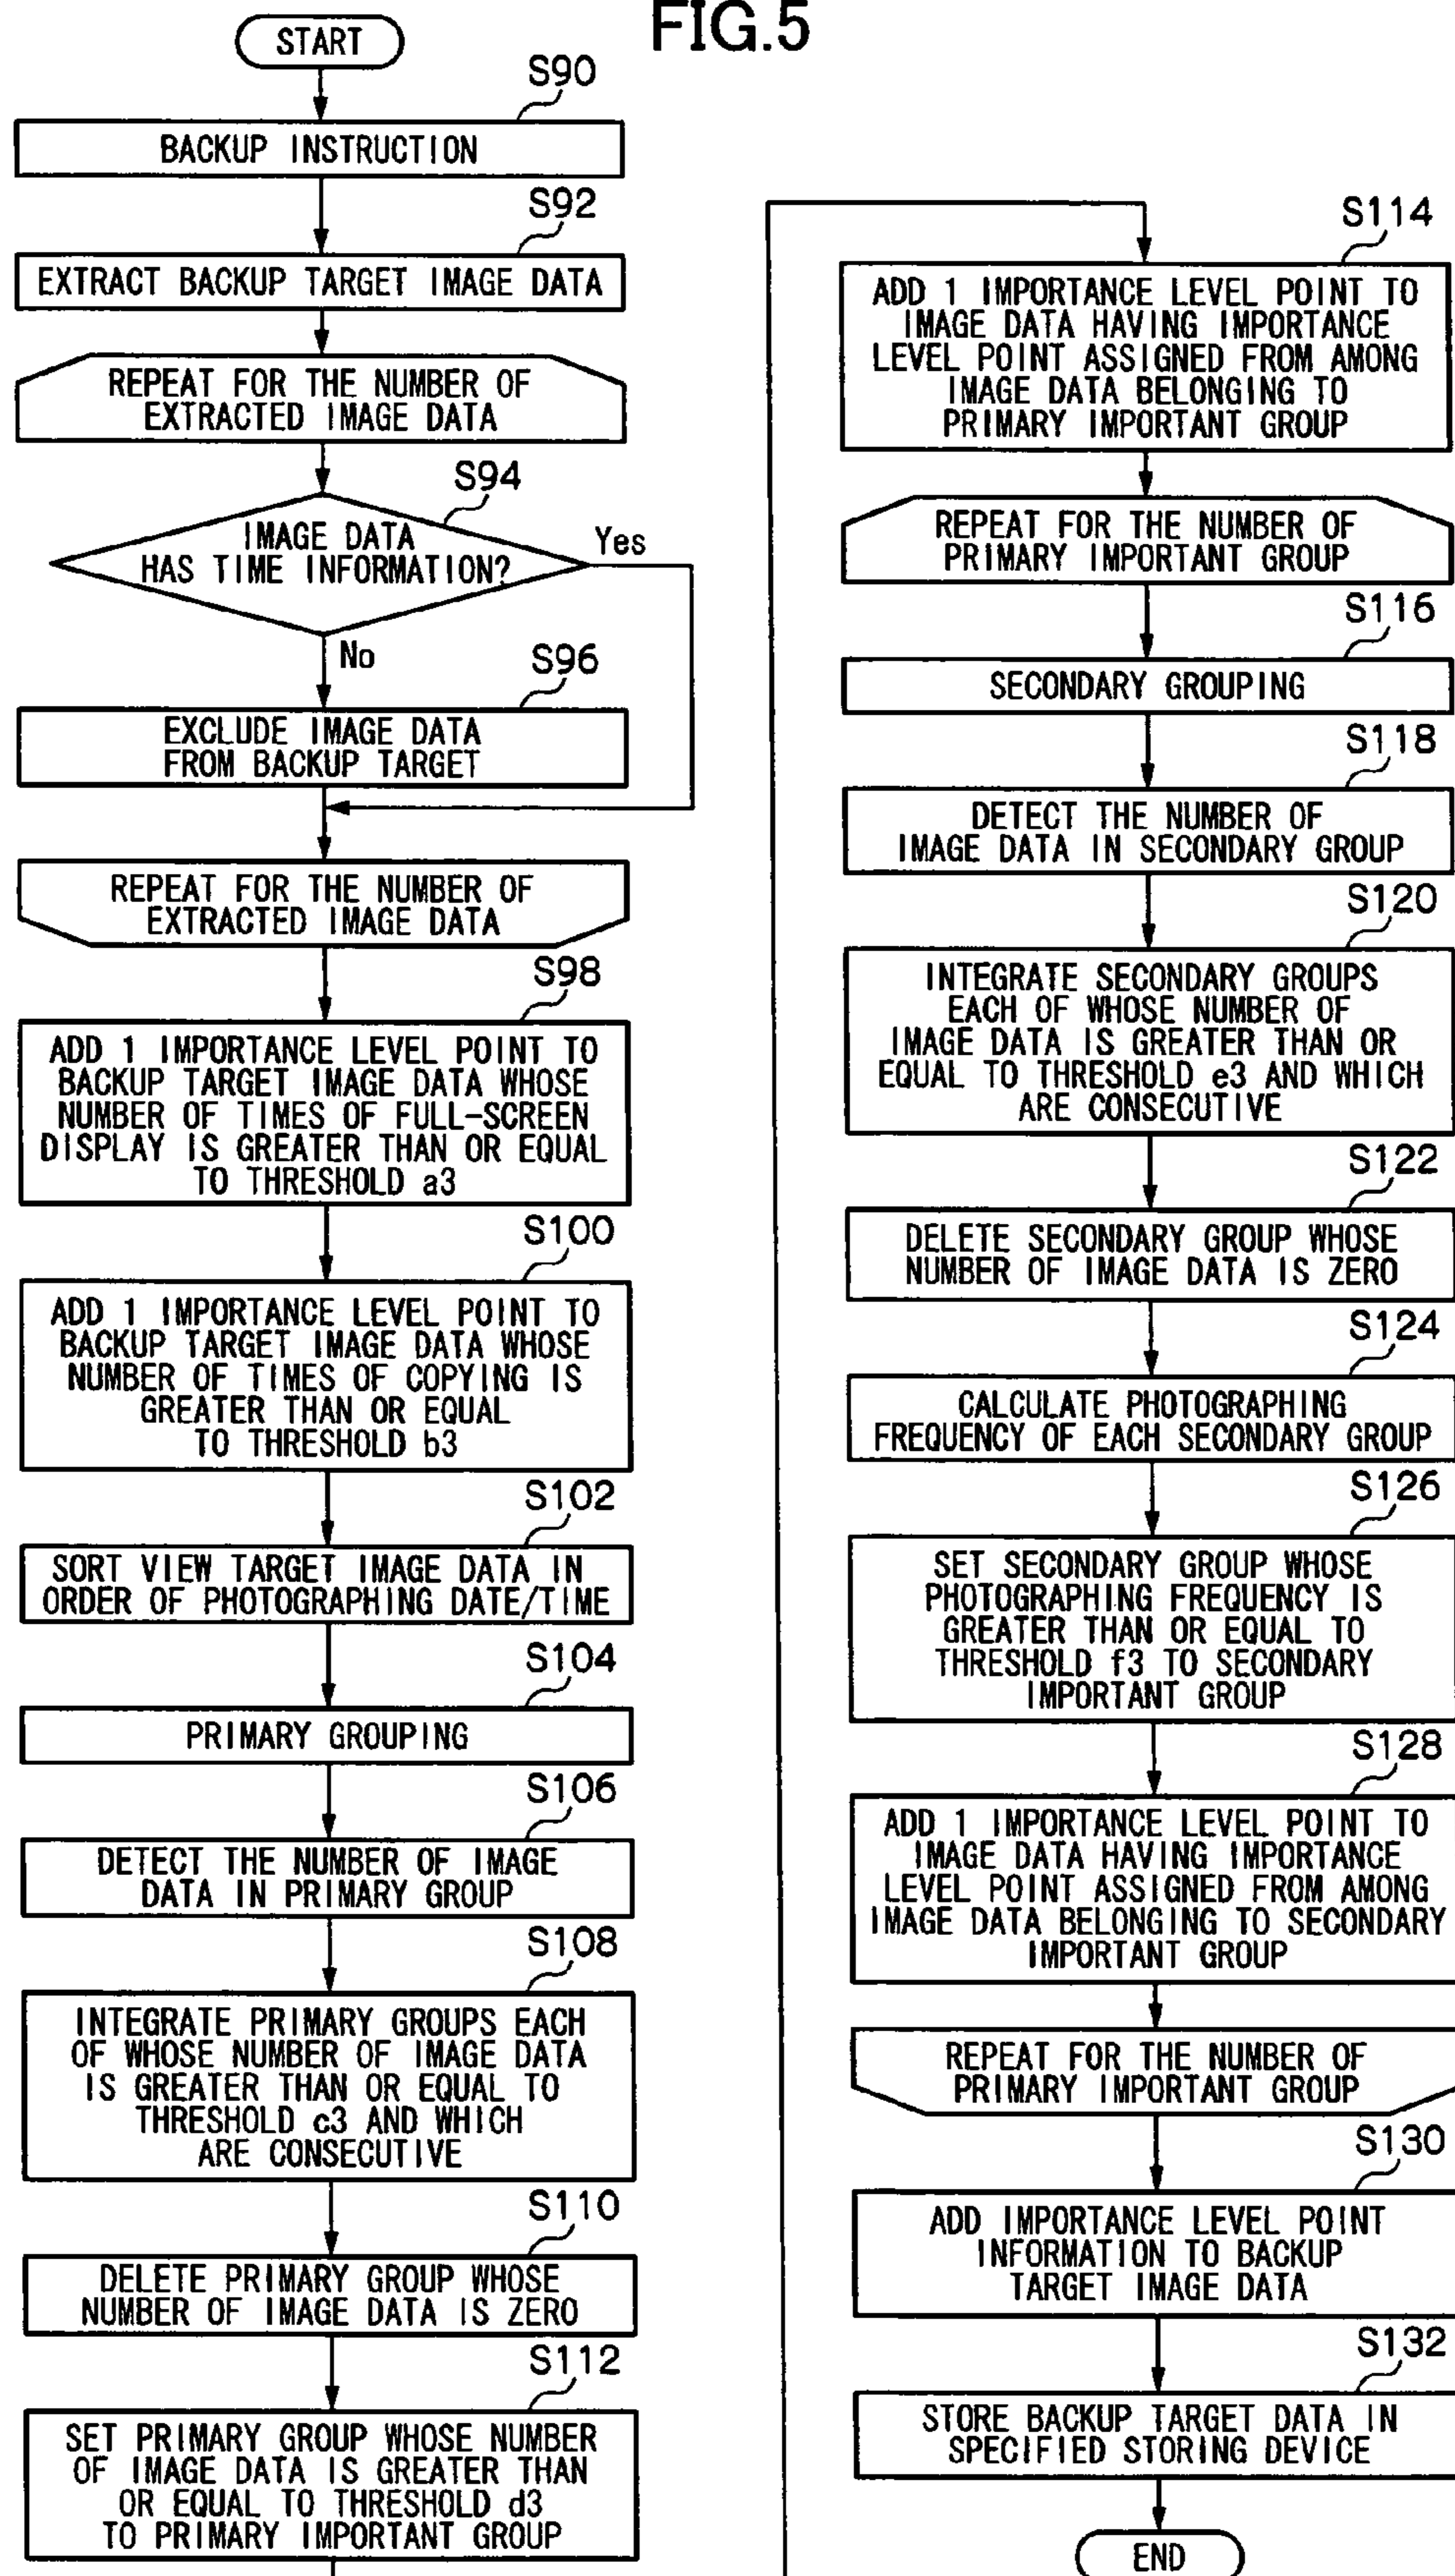 FIG.5
START
S90
BACKUP INSTRUCTION
S92
EXTRACT BACKUP TARGET IMAGE DATA
REPEAT FOR THE NUMBER OF
EXTRACTED IMAGE DATA
S94
IMAGE DATA
HAS TIME INFORMATION?
Yes
No
S96
EXCLUDE IMAGE DATA
FROM BACKUP TARGET
REPEAT FOR THE NUMBER OF
EXTRACTED IMAGE DATA
S98
ADD 1 IMPORTANCE LEVEL POINT TO
BACKUP TARGET IMAGE DATA WHOSE
NUMBER OF TIMES OF FULL-SCREEN
DISPLAY IS GREATER THAN OR EQUAL
TO THRESHOLD a3
S100
ADD 1 IMPORTANCE LEVEL POINT TO
BACKUP TARGET IMAGE DATA WHOSE
NUMBER OF TIMES OF COPYING IS
GREATER THAN OR EQUAL
TO THRESHOLD b3
S102
SORT VIEW TARGET IMAGE DATA IN
ORDER OF PHOTOGRAPHING DATE/TIME
S104
PRIMARY GROUPING
S106
DETECT THE NUMBER OF IMAGE
DATA IN PRIMARY GROUP
S108
INTEGRATE PRIMARY GROUPS EACH
OF WHOSE NUMBER OF IMAGE DATA
IS GREATER THAN OR EQUAL TO
THRESHOLD c3 AND WHICH
ARE CONSECUTIVE
S110
DELETE PRIMARY GROUP WHOSE
NUMBER OF IMAGE DATA IS ZERO
S112
SET PRIMARY GROUP WHOSE NUMBER
OF IMAGE DATA IS GREATER THAN
OR EQUAL TO THRESHOLD d3
TO PRIMARY IMPORTANT GROUP
S114
ADD 1 IMPORTANCE LEVEL POINT TO
IMAGE DATA HAVING IMPORTANCE
LEVEL POINT ASSIGNED FROM AMONG
IMAGE DATA BELONGING TO
PRIMARY IMPORTANT GROUP
REPEAT FOR THE NUMBER OF
PRIMARY IMPORTANT GROUP
S116
SECONDARY GROUPING
S118
DETECT THE NUMBER OF
IMAGE DATA IN SECONDARY GROUP
S120
INTEGRATE SECONDARY GROUPS
EACH OF WHOSE NUMBER OF
IMAGE DATA IS GREATER THAN OR
EQUAL TO THRESHOLD e3 AND WHICH
ARE CONSECUTIVE
S122
DELETE SECONDARY GROUP WHOSE
NUMBER OF IMAGE DATA IS ZERO
S124
CALCULATE PHOTOGRAPHING
FREQUENCY OF EACH SECONDARY GROUP
S126
SET SECONDARY GROUP WHOSE
PHOTOGRAPHING FREQUENCY IS
GREATER THAN OR EQUAL TO
THRESHOLD f3 TO SECONDARY
IMPORTANT GROUP
S128
ADD 1 IMPORTANCE LEVEL POINT TO
IMAGE DATA HAVING IMPORTANCE
LEVEL POINT ASSIGNED FROM AMONG
IMAGE DATA BELONGING TO SECONDARY
IMPORTANT GROUP
REPEAT FOR THE NUMBER OF
PRIMARY IMPORTANT GROUP
S130
ADD IMPORTANCE LEVEL POINT
INFORMATION TO BACKUP
TARGET IMAGE DATA
S132
STORE BACKUP TARGET DATA IN
SPECIFIED STORING DEVICE
END